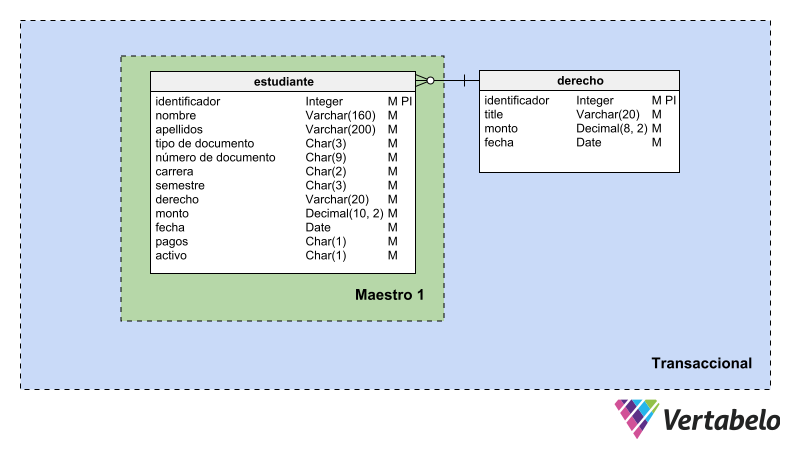 estudiante
identificador Integer M PI
nombre Varchar(160) M
apellidos Varchar(200) M
tipo de documento Char(3) M
número de documento Char(9) M
carrera Char(2) M
semestre Char(3) M
derecho Varchar(20) M
monto Decimal(10, 2) M
fecha Date M
pagos Char(1) M
activo Char(1) M
Maestro 1
derecho
identificador Integer M PI
title Varchar(20) M
monto Decimal(8, 2) M
fecha Date M
Transaccional
Vertabelo